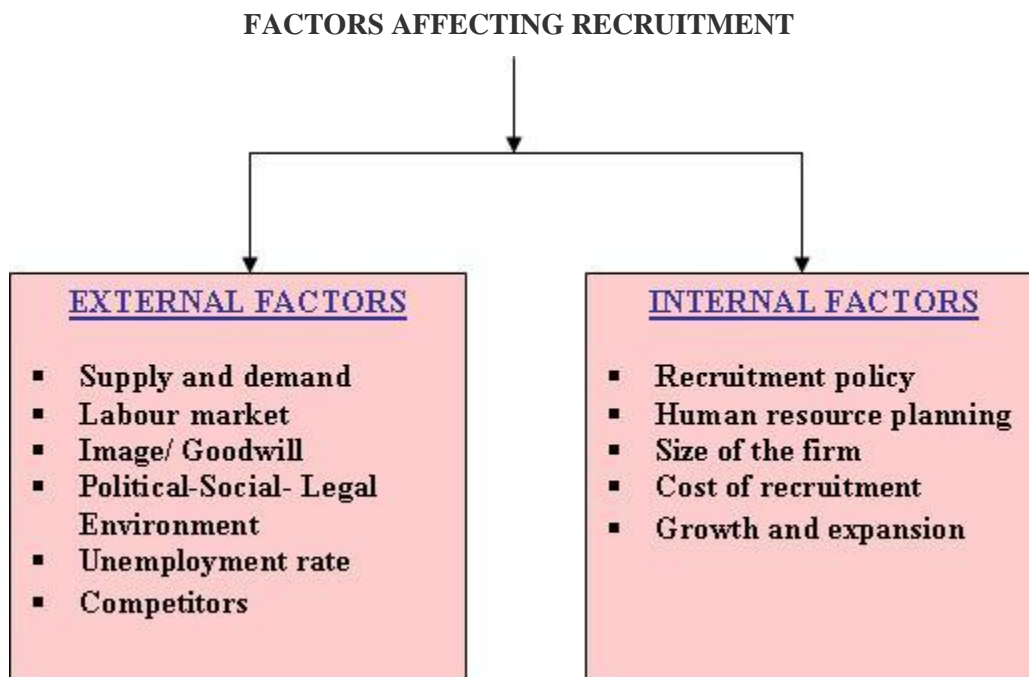 FACTORS AFFECTING RECRUITMENT
EXTERNAL FACTORS
▪ Supply and demand
▪ Labour market
▪ Image/ Goodwill
▪ Political-Social- Legal
Environment
▪ Unemployment rate
▪ Competitors
INTERNAL FACTORS
▪ Recruitment policy
▪ Human resource planning
▪ Size of the firm
▪ Cost of recruitment
▪ Growth and expansion